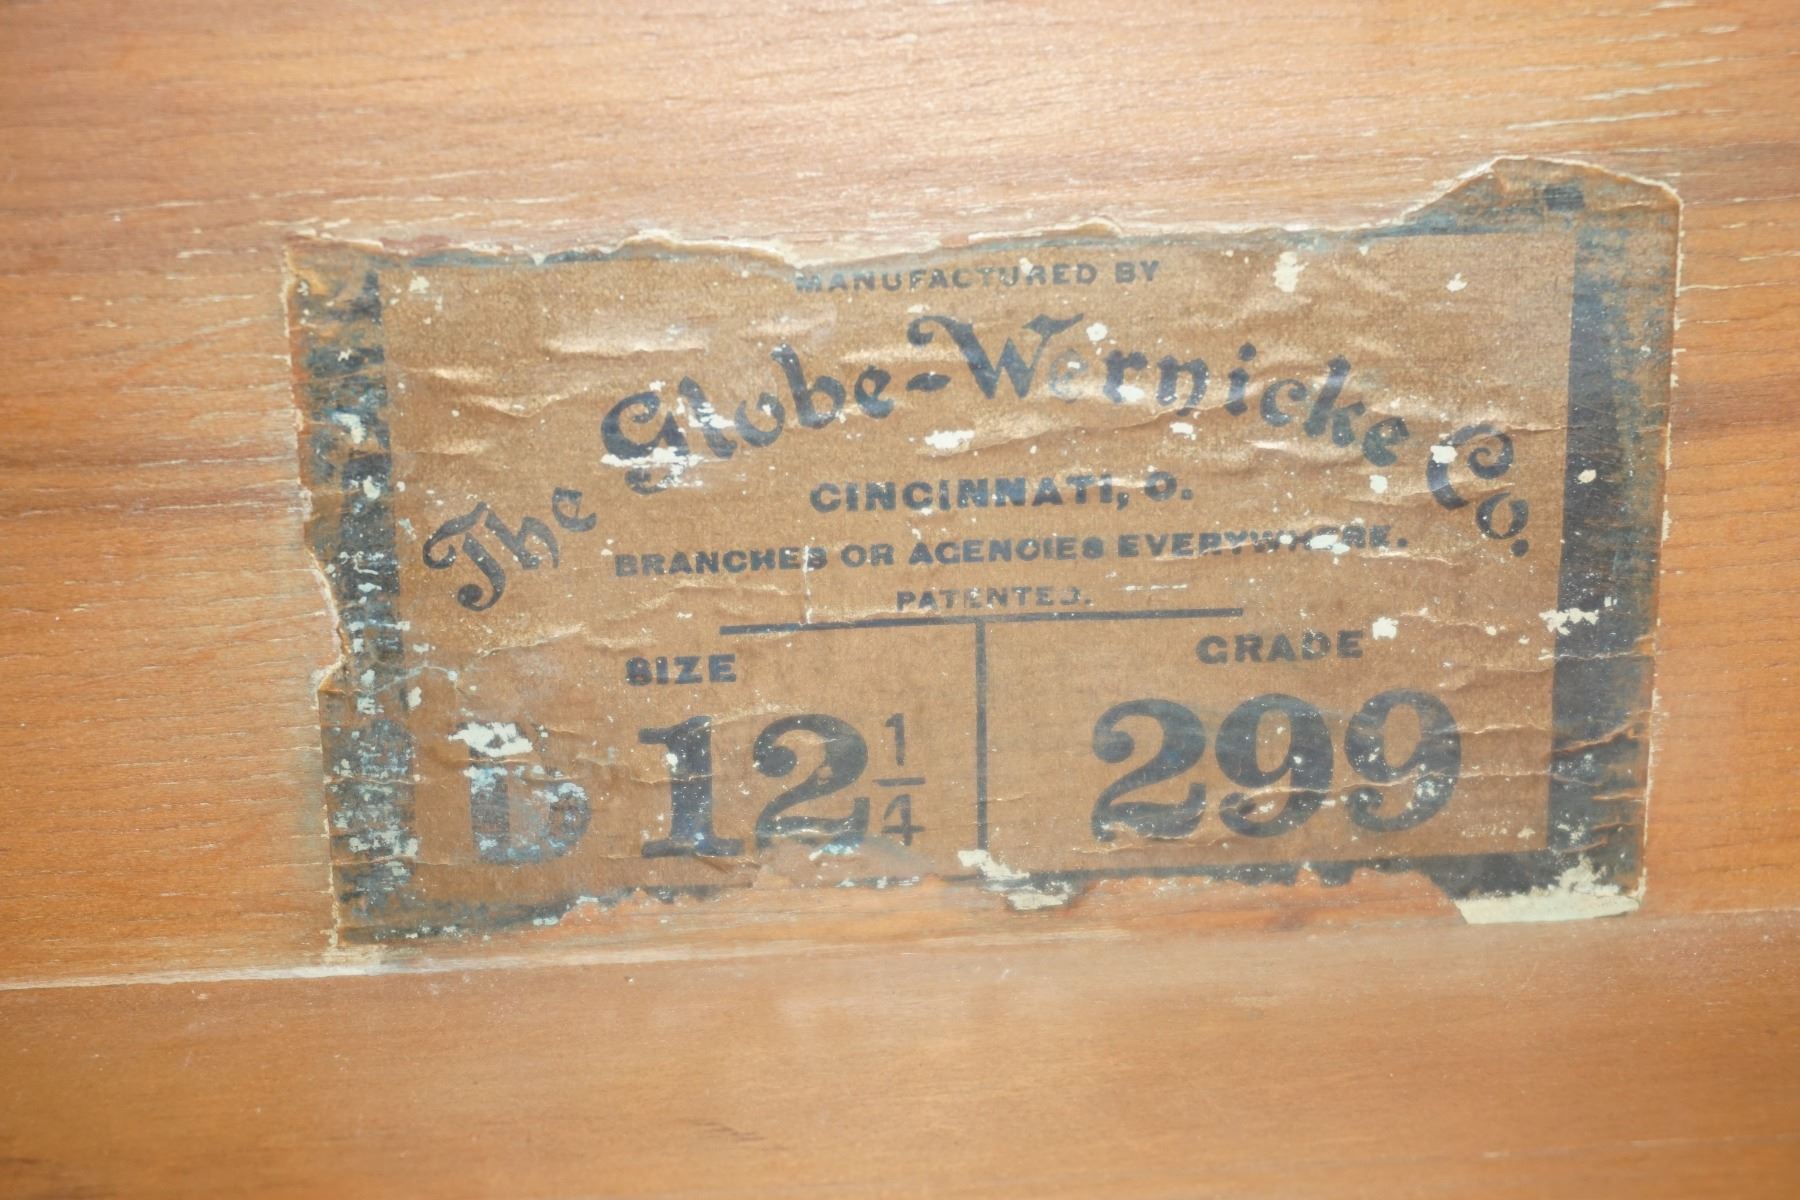 MANUFACTURED BY
The Globe-Wernicke Co.
CINCINNATI, O.
BRANCHES OR AGENCIES EVERYWHERE.
PATENTED.
SIZE
D 12 1/4
GRADE
299